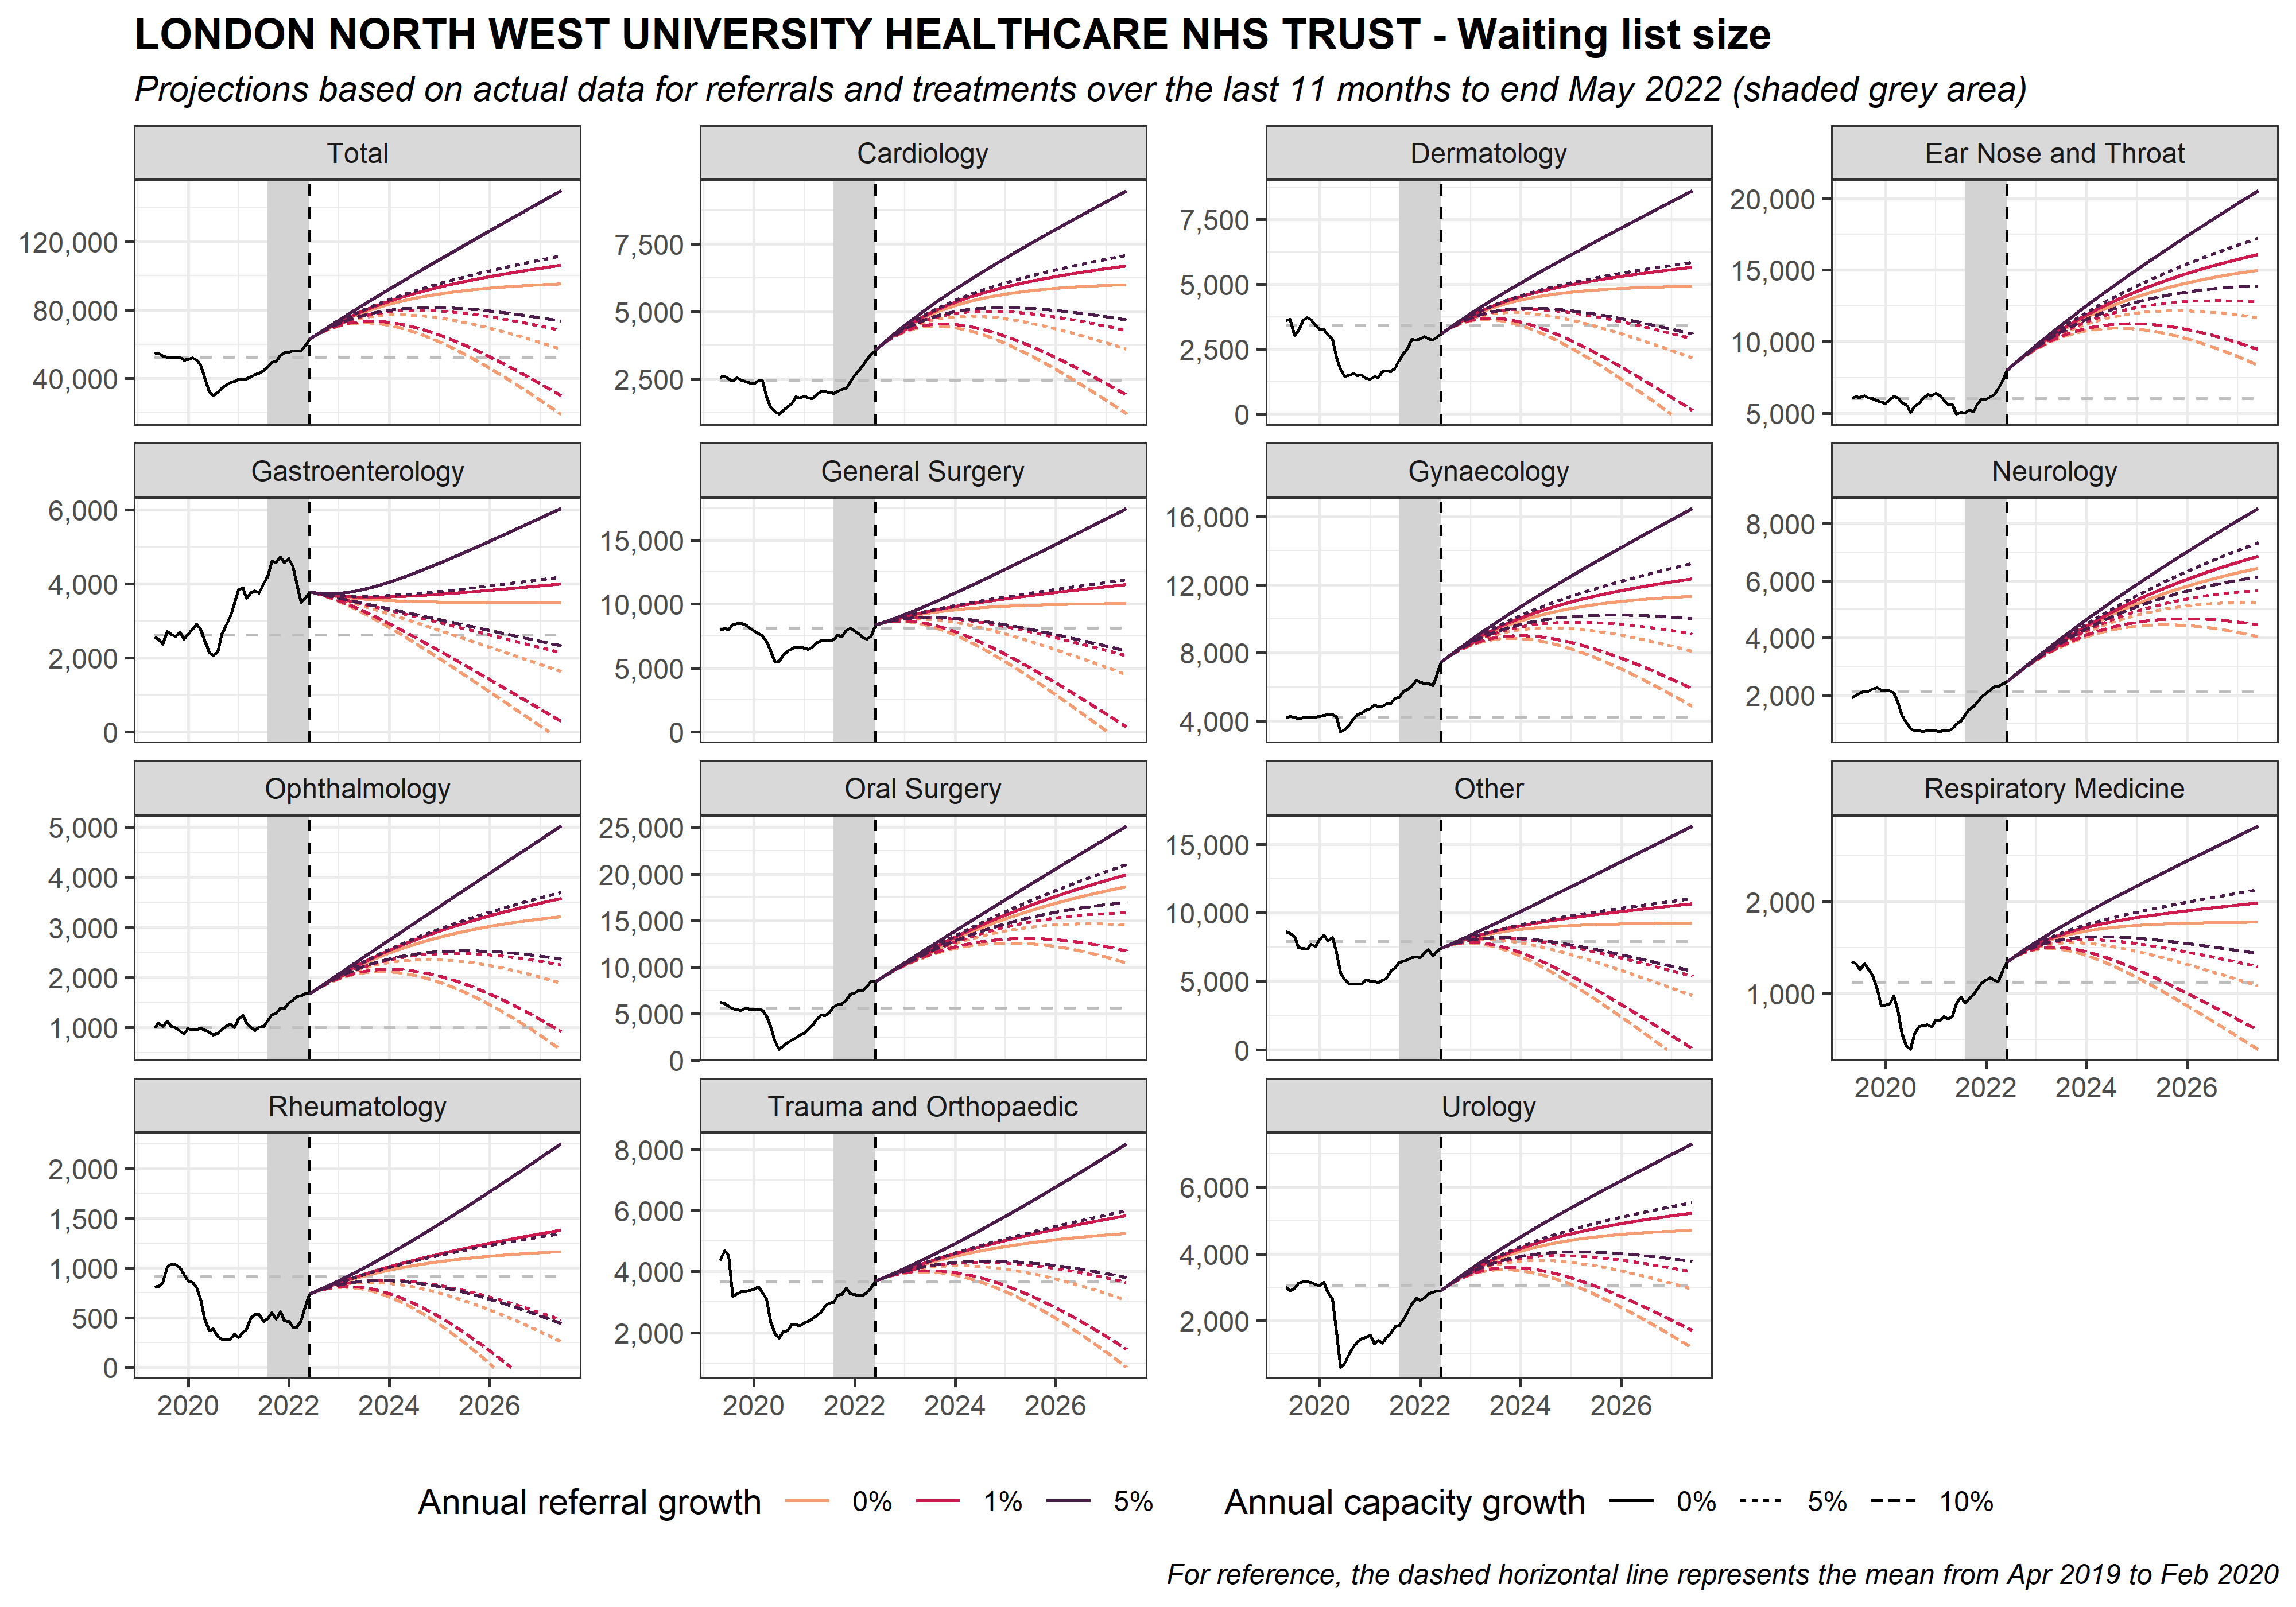 LONDON NORTH WEST UNIVERSITY HEALTHCARE NHS TRUST - Waiting list size
Projections based on actual data for referrals and treatments over the last 11 months to end May 2022 (shaded grey area)
Total
Cardiology
Dermatology
Ear Nose and Throat
120,000
80,000
40,000
7,500
5,000
2,500
7,500
5,000
2,500
0
20,000
15,000
10,000
5,000
Gastroenterology
General Surgery
Gynaecology
Neurology
6,000
4,000
2,000
0
15,000
10,000
5,000
0
16,000
12,000
8,000
4,000
8,000
6,000
4,000
2,000
Ophthalmology
Oral Surgery
Other
Respiratory Medicine
5,000
4,000
3,000
2,000
1,000
25,000
20,000
15,000
10,000
5,000
0
15,000
10,000
5,000
0
2,000
1,000
2020 2022 2024 2026
Rheumatology
Trauma and Orthopaedic
Urology
2,000
1,500
1,000
500
0
8,000
6,000
4,000
2,000
6,000
4,000
2,000
2020 2022 2024 2026
2020 2022 2024 2026
2020 2022 2024 2026
Annual referral growth 0% 1% 5%
Annual capacity growth 0% 5% 10%
For reference, the dashed horizontal line represents the mean from Apr 2019 to Feb 2020